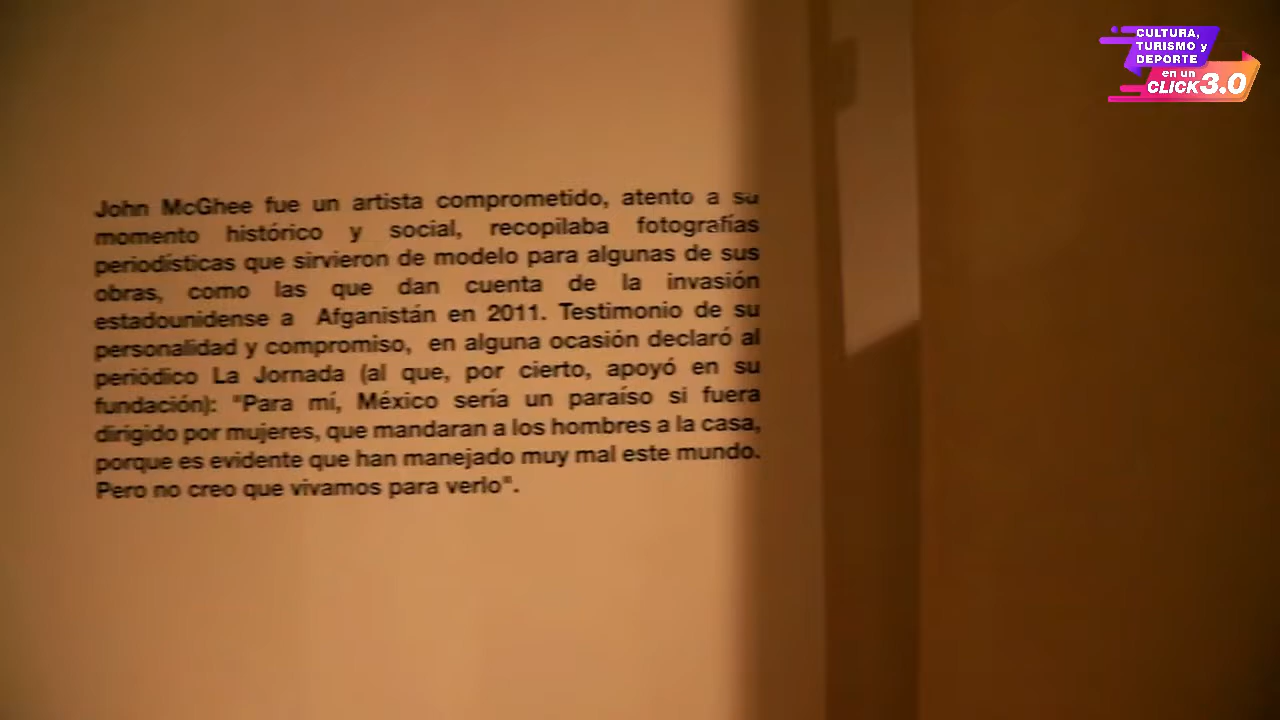 CULTURA,
TURISMO y
DEPORTE
en un
CLICK 3.0
John McGhee fue un artista comprometido, atento a su
momento histórico y social, recopilaba fotografías
periodísticas que sirvieron de modelo para algunas de sus
obras, como las que dan cuenta de la invasión
estadounidense a Afganistán en 2011. Testimonio de su
personalidad y compromiso, en alguna ocasión declaró al
periódico La Jornada (al que, por cierto, apoyó en su
fundación): "Para mí, México sería un paraíso si fuera
dirigido por mujeres, que mandaran a los hombres a la casa,
porque es evidente que han manejado muy mal este mundo.
Pero no creo que vivamos para verlo".